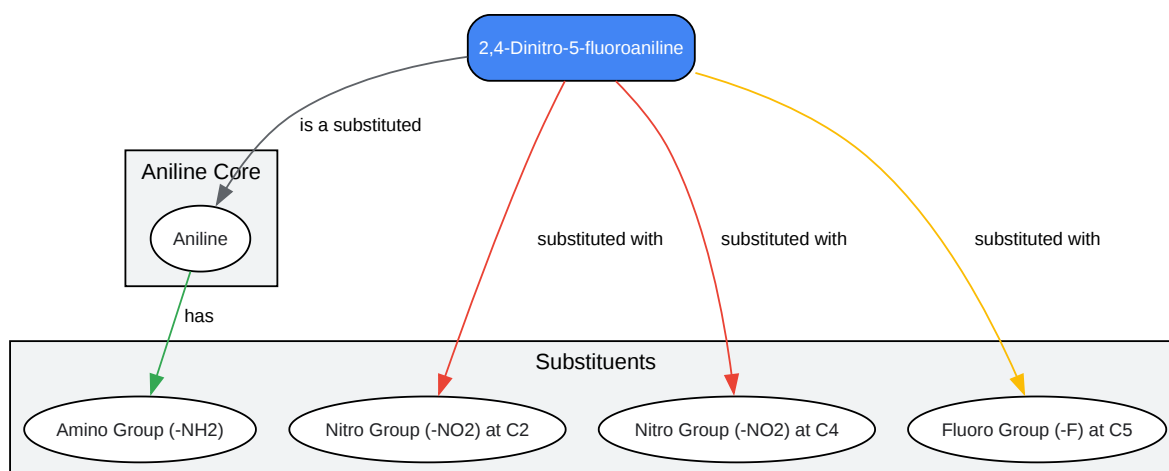 2,4-Dinitro-5-fluoroaniline
is a substituted
Aniline Core
Aniline
substituted with
substituted with
substituted with
has
Substituents
Amino Group (-NH2)
Nitro Group (-NO2) at C2
Nitro Group (-NO2) at C4
Fluoro Group (-F) at C5